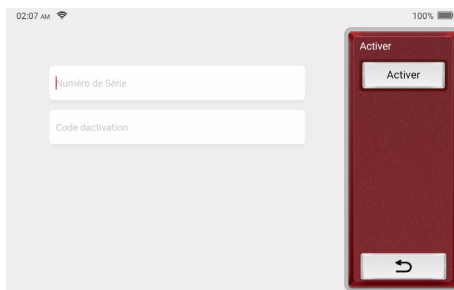 02:07 AM
100%
Activer
Activer
Numéro de Série
Code dactivation